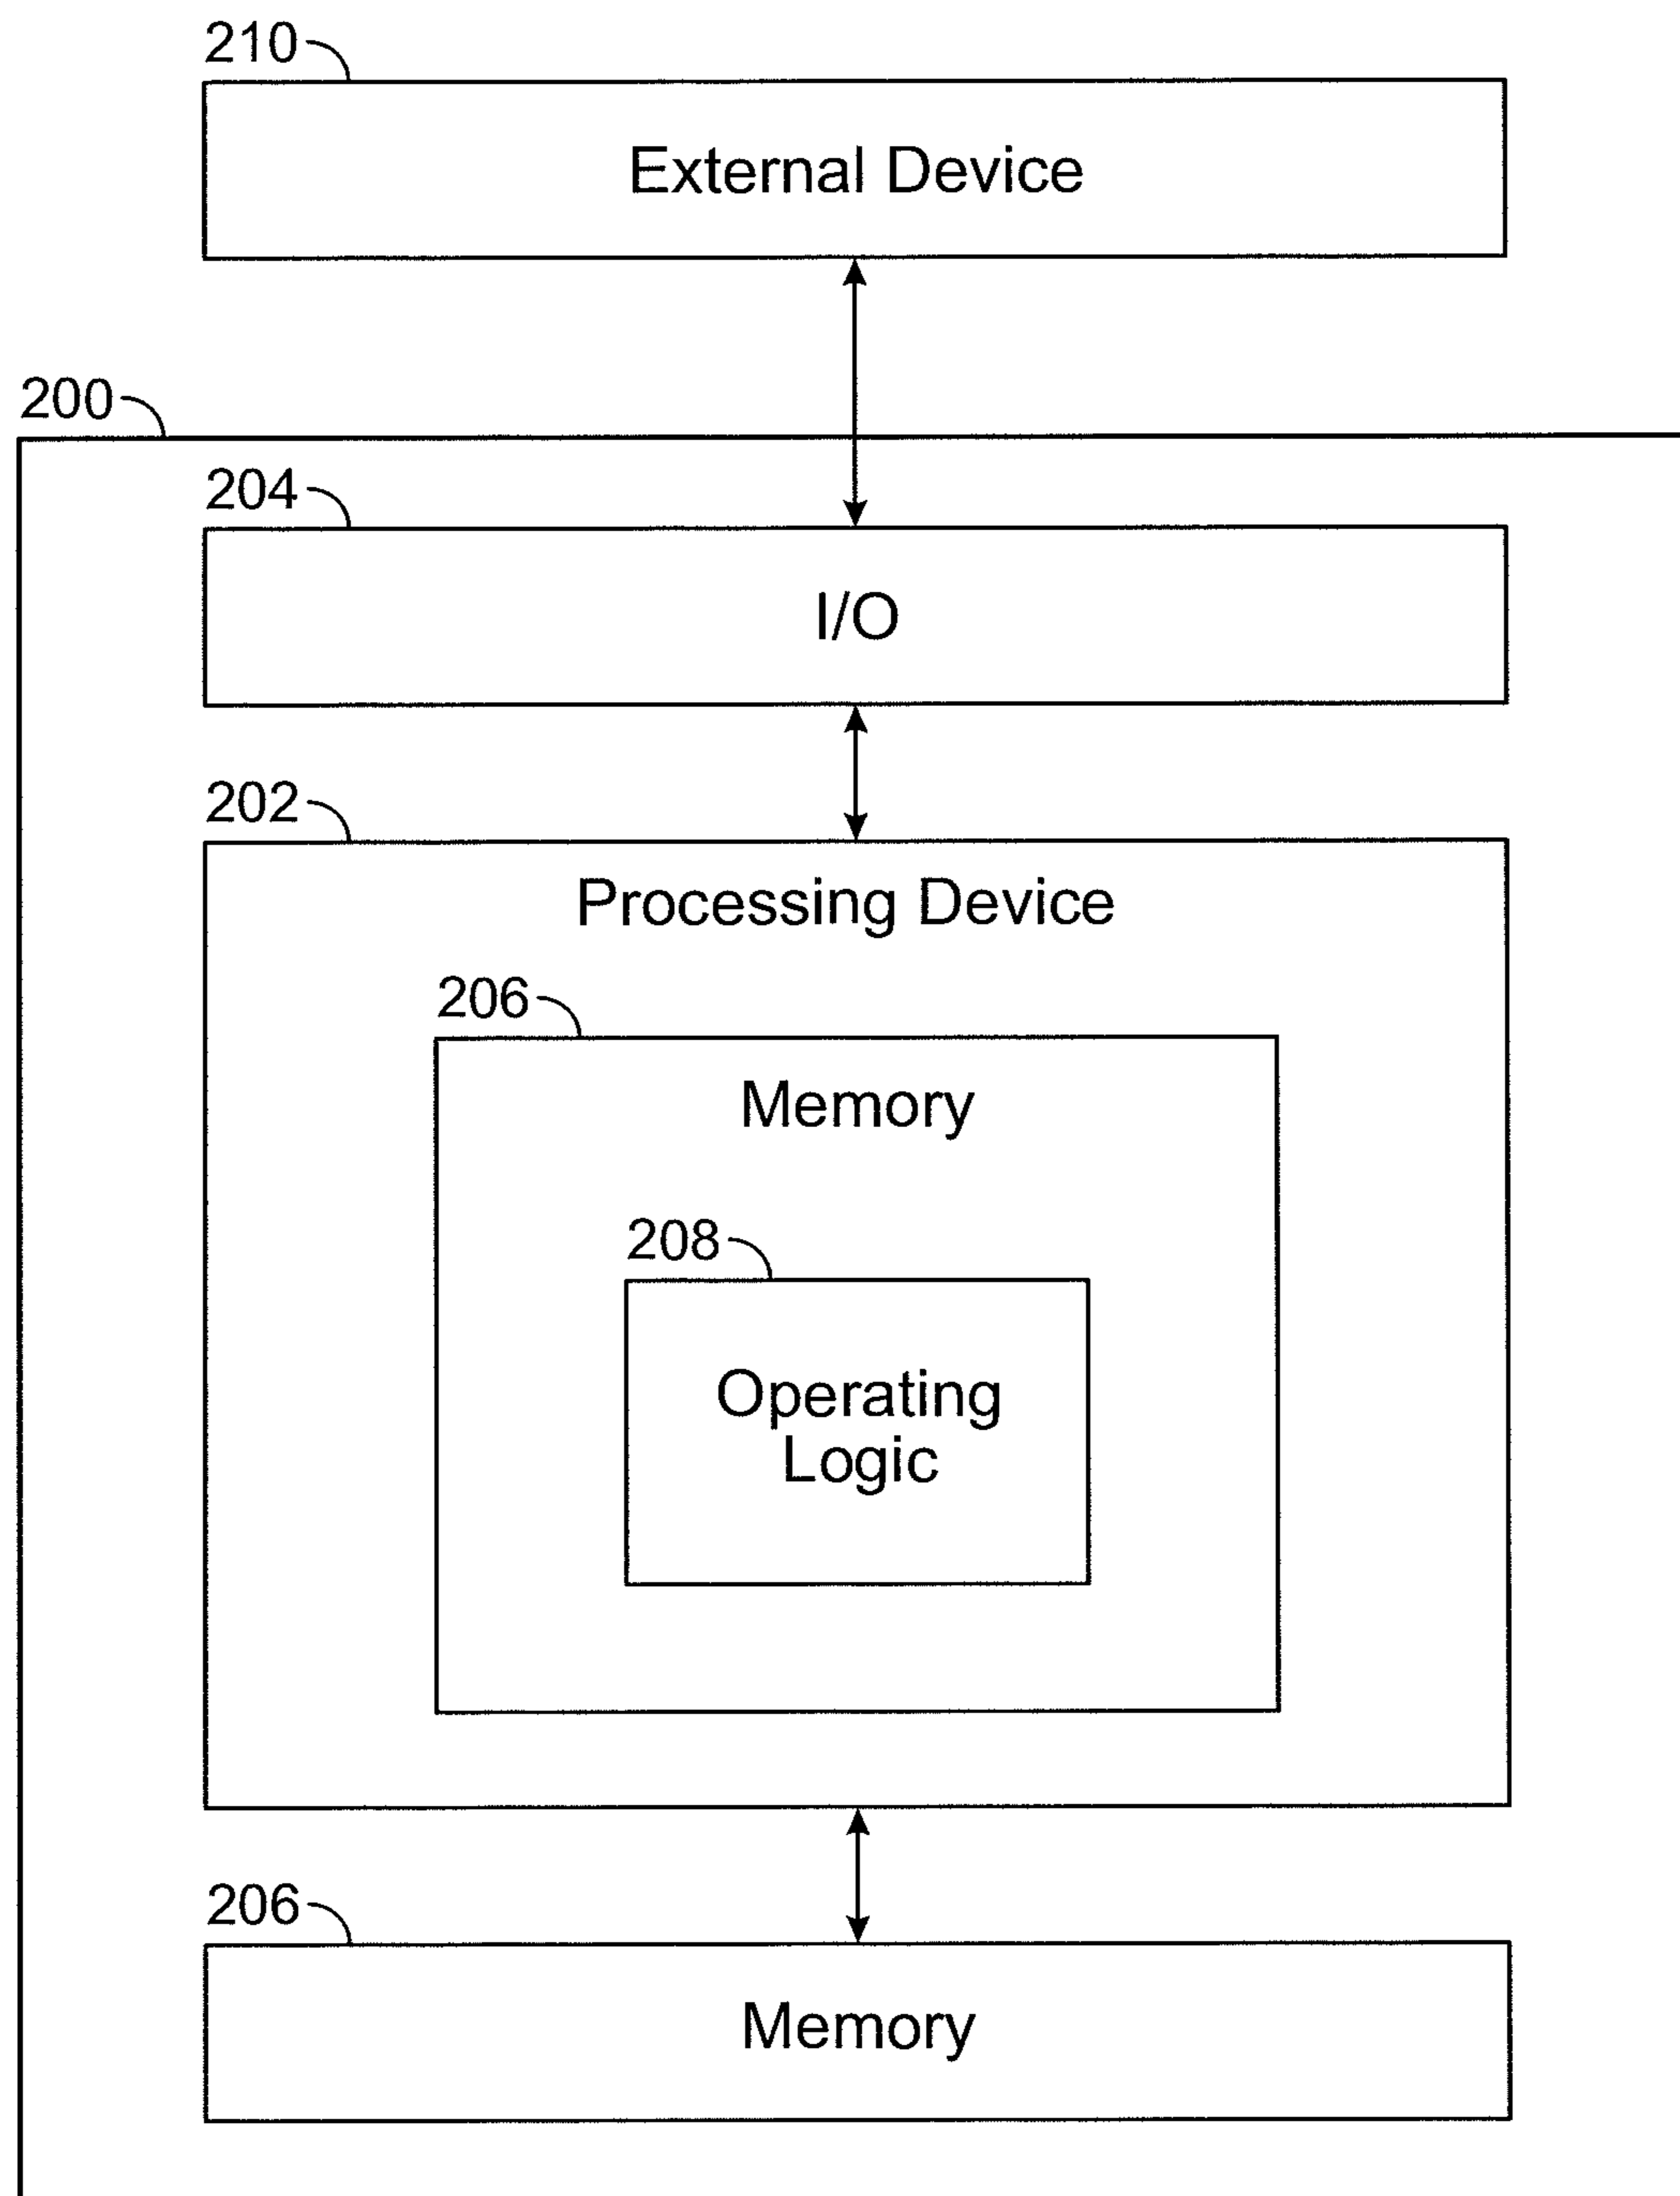 210
External Device
200
204
I/O
202
Processing Device
206
Memory
208
Operating
Logic
206
Memory